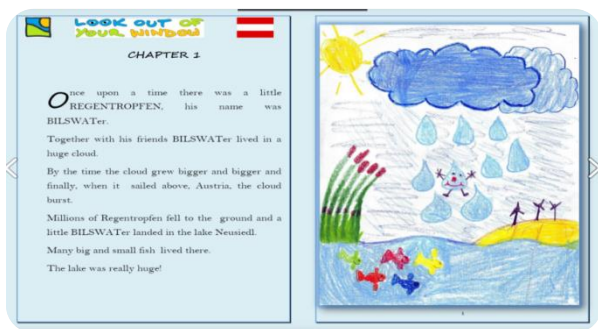 LOOK OUT OF
YOUR WINDOW
CHAPTER 1
Once upon a time there was a little
REGENTROPFEN, his name was
BILSWATer.
Together with his friends BILSWATer lived in a
huge cloud.
By the time the cloud grew bigger and bigger and
finally, when it sailed above, Austria, the cloud
burst.
Millions of Regentropfen fell to the ground and a
little BILSWATer landed in the lake Neusiedl.
Many big and small fish lived there.
The lake was really huge!